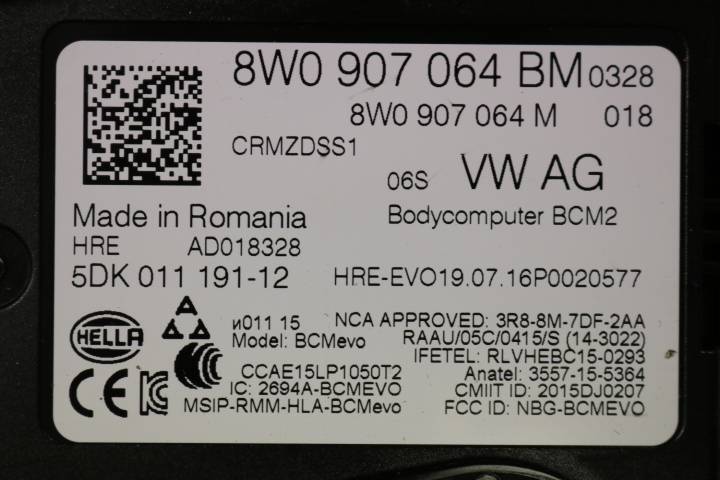 8W0 907 064 BM 0328
8W0 907 064 M 018
CRMZDSS1
06S VW AG
Made in Romania Bodycomputer BCM2
HRE AD018328
5DK 011 191-12 HRE-EVO19.07.16P0020577
HELLA
и011 15 NCA APPROVED: 3R8-8M-7DF-2AA
Model: BCMevo RAAU/05C/0415/S (14-3022)
IFETEL: RLVHEBC15-0293
CCAE15LP1050T2 Anatel: 3557-15-5364
CE IC: 2694A-BCMEVO CMIIT ID: 2015DJ0207
MSIP-RMM-HLA-BCMevo FCC ID: NBG-BCMEVO